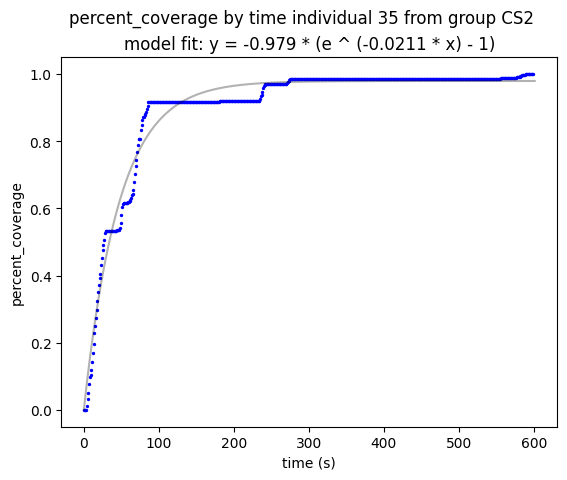 percent_coverage by time individual 35 from group CS2
model fit: y = -0.979 * (e ^ (-0.0211 * x) - 1)
1.0
0.8
0.6
0.4
0.2
0.0
percent_coverage
0 100 200 300 400 500 600
time (s)